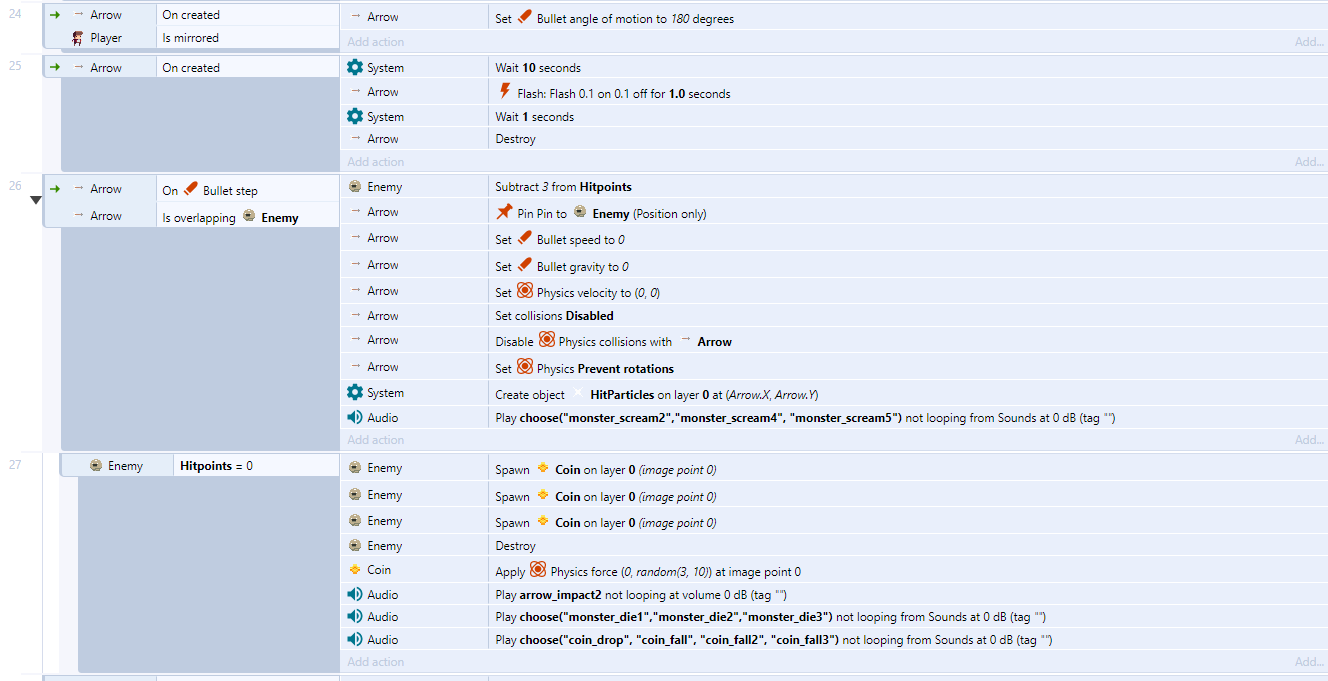 24
Arrow On created Arrow Set Bullet angle of motion to 180 degrees
Player Is mirrored Add action Add...
25
Arrow On created System Wait 10 seconds
Arrow Flash: Flash 0.1 on 0.1 off for 1.0 seconds
System Wait 1 seconds
Arrow Destroy
Add action Add...
26
Arrow On Bullet step Enemy Subtract 3 from Hitpoints
Arrow Is overlapping Enemy Arrow Pin Pin to Enemy (Position only)
Arrow Set Bullet speed to 0
Arrow Set Bullet gravity to 0
Arrow Set Physics velocity to (0, 0)
Arrow Set collisions Disabled
Arrow Disable Physics collisions with Arrow
Arrow Set Physics Prevent rotations
System Create object HitParticles on layer 0 at (Arrow.X, Arrow.Y)
Audio Play choose("monster_scream2","monster_scream4", "monster_scream5") not looping from Sounds at 0 dB (tag "")
Add action Add...
27
Enemy Hitpoints = 0 Enemy Spawn Coin on layer 0 (image point 0)
Enemy Spawn Coin on layer 0 (image point 0)
Enemy Spawn Coin on layer 0 (image point 0)
Enemy Destroy
Coin Apply Physics force (0, random(3, 10)) at image point 0
Audio Play arrow_impact2 not looping at volume 0 dB (tag "")
Audio Play choose("monster_die1","monster_die2","monster_die3") not looping from Sounds at 0 dB (tag "")
Audio Play choose("coin_drop", "coin_fall", "coin_fall2", "coin_fall3") not looping from Sounds at 0 dB (tag "")
Add action Add...